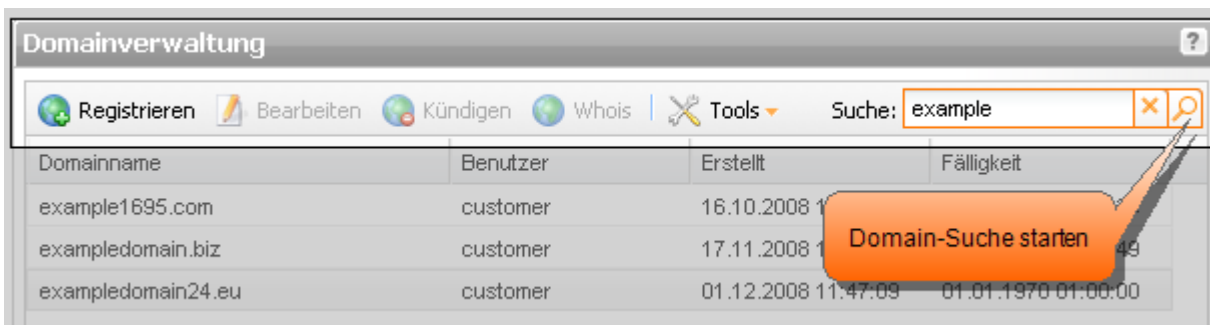 Domainverwaltung ?
Registrieren Bearbeiten Kündigen Whois Tools Suche: example
Domainname Benutzer Erstellt Fälligkeit
example1695.com customer 16.10.2008
expampledomain.biz customer 17.11.2008
exampledomain24.eu customer 01.12.2008 11:47:09 01.01.1970 01:00:00
Domain-Suche starten